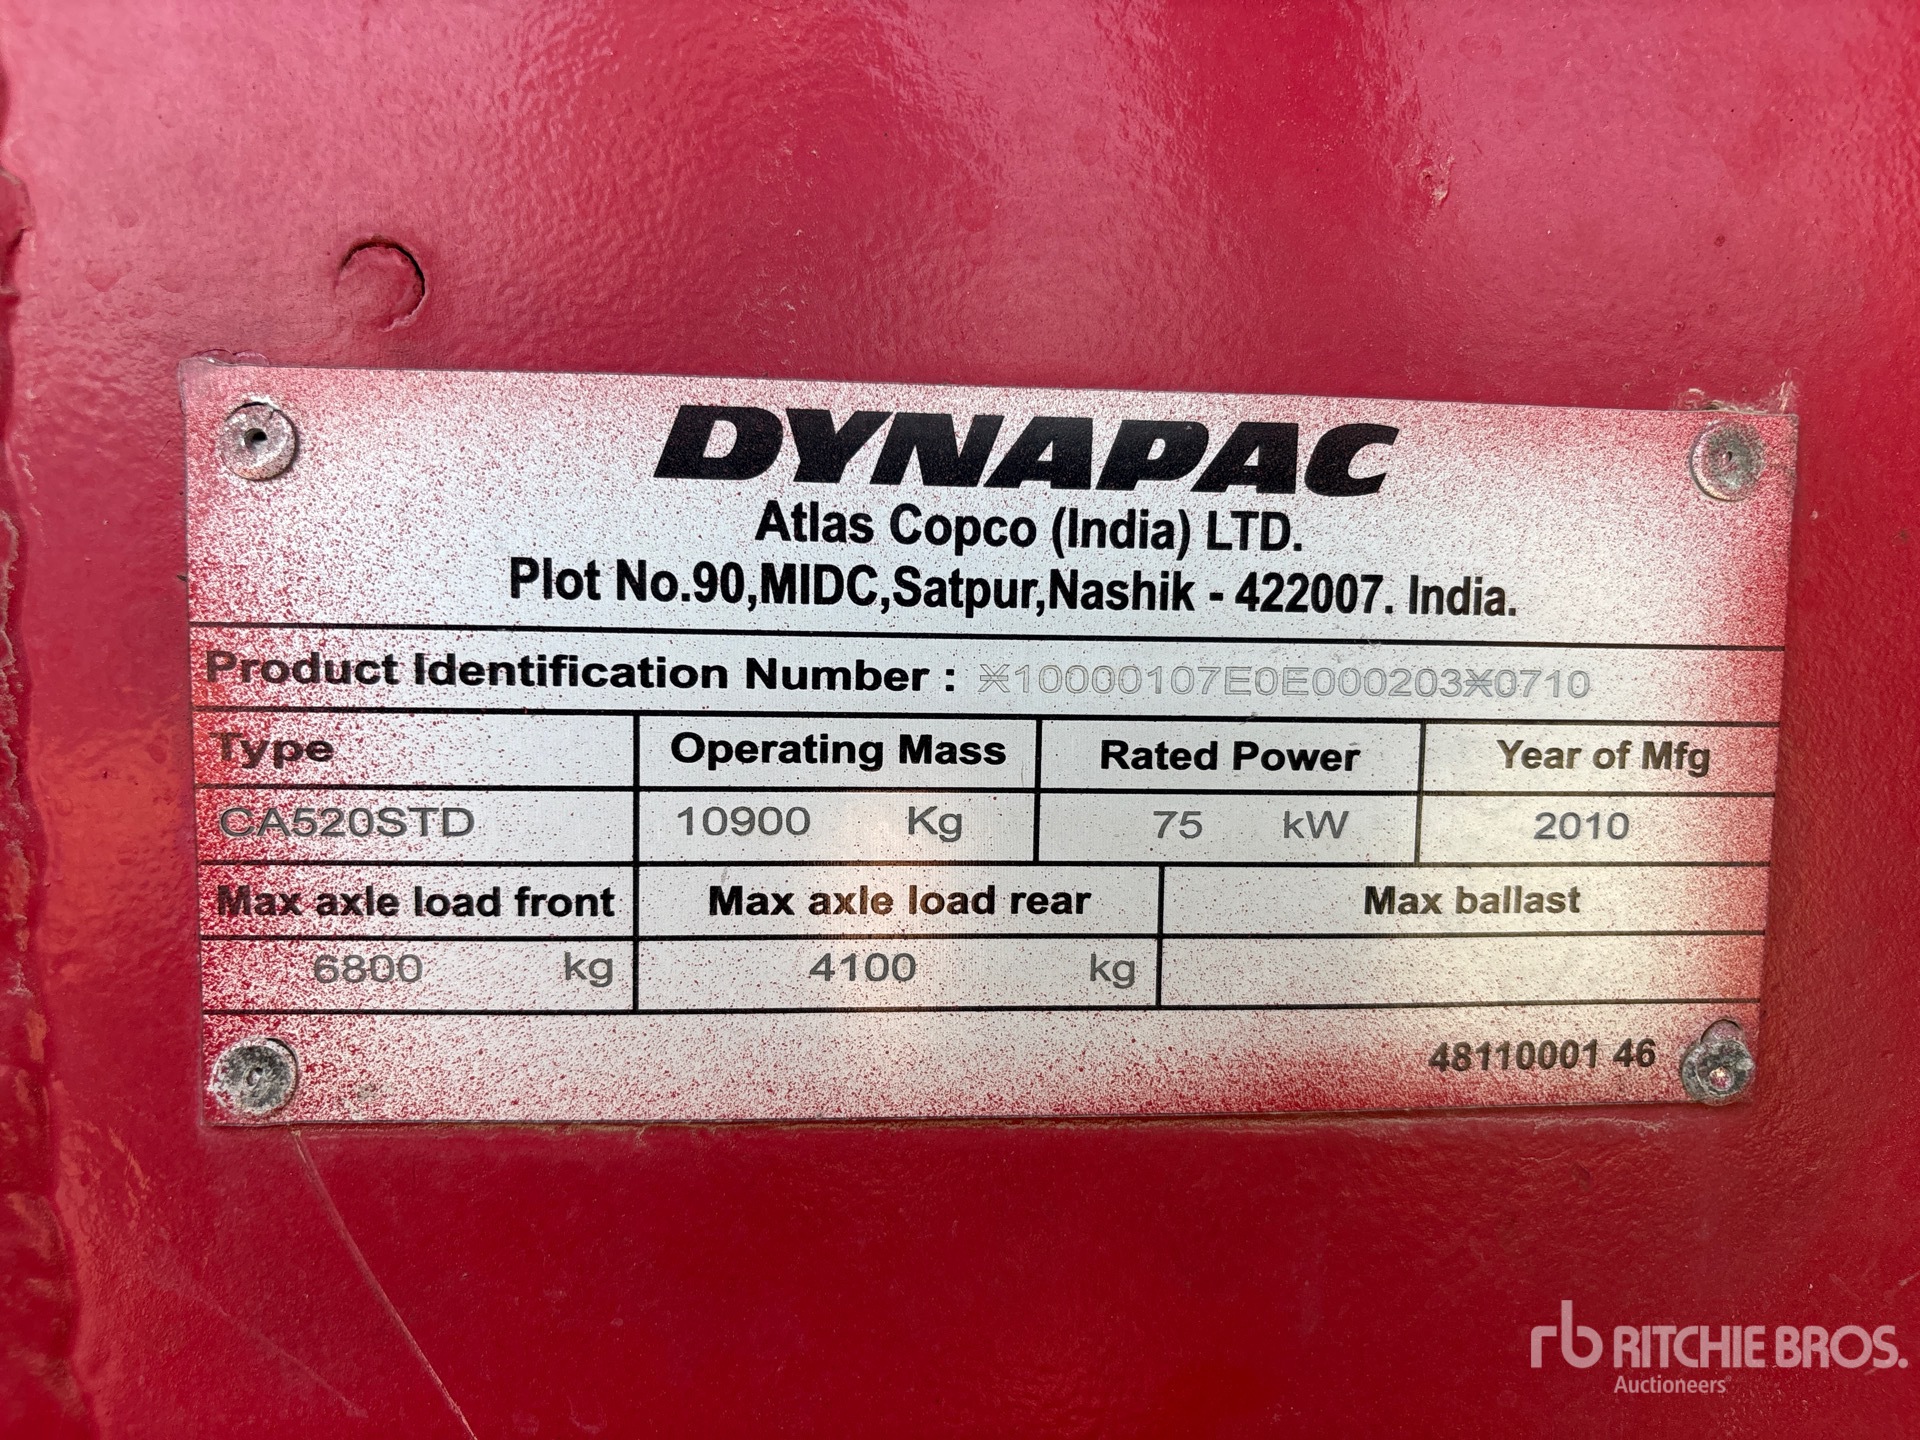 DYNAPAC
Atlas Copco (India) LTD.
Plot No.90,MIDC,Satpur,Nashik - 422007. India.
Product Identification Number : *10000107E0E000203*0710
Type Operating Mass Rated Power Year of Mfg
CA520STD 10900 Kg 75 kW 2010
Max axle load front Max axle load rear Max ballast
6800 kg 4100 kg
48110001 46
rb RITCHIE BROS.
Auctioneers